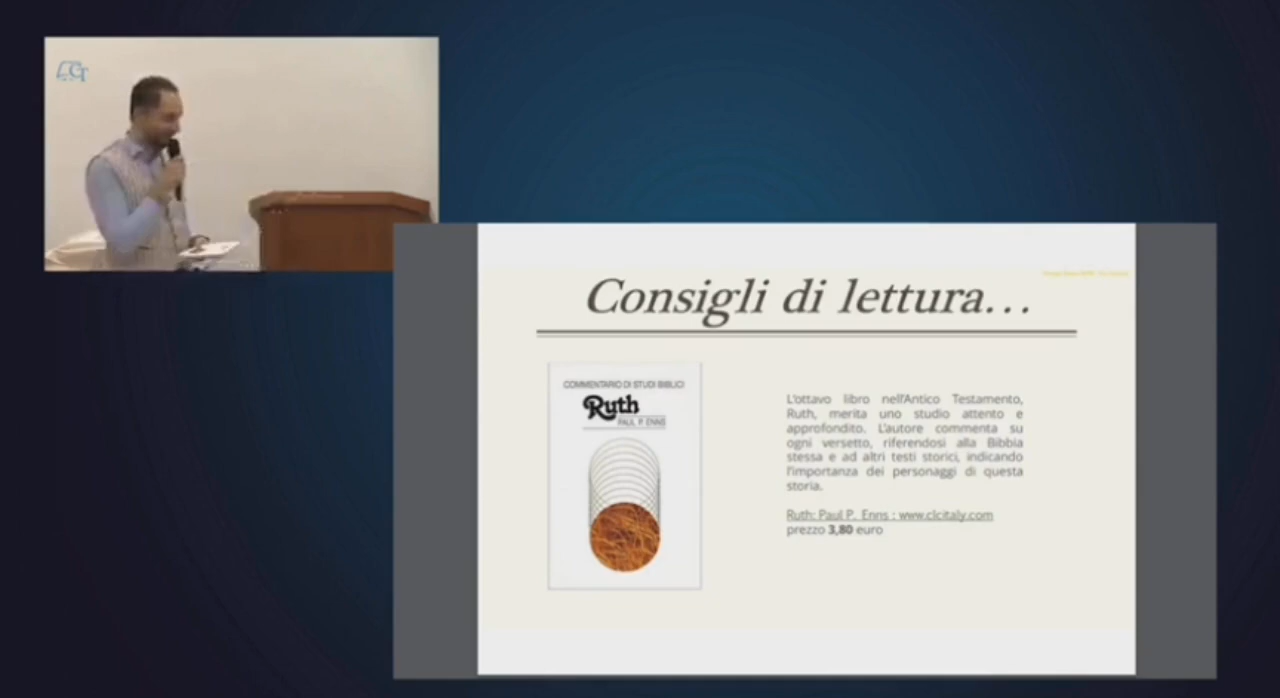 CT
Consigli di lettura...
COMMENTARIO DI STUDI BIBLICI
Ruth
PAUL P. ENNS
L'ottavo libro nell'Antico Testamento,
Ruth, merita uno studio attento e
approfondito. L'autore commenta su
ogni versetto, riferendosi alla Bibbia
stessa e ad altri testi storici, indicando
l'importanza dei personaggi di questa
storia.
Ruth: Paul P. Enns : www.clcitaly.com
prezzo 3,80 euro